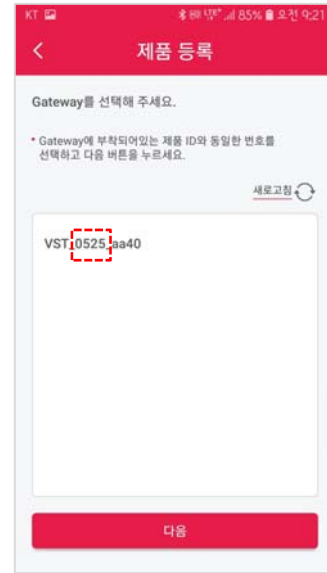 KT 85% 오전 9:21
제품 등록
Gateway를 선택해 주세요.
* Gateway에 부착되어있는 제품 ID와 동일한 번호를
선택하고 다음 버튼을 누르세요.
새로고침
VST_0525_aa40
다음